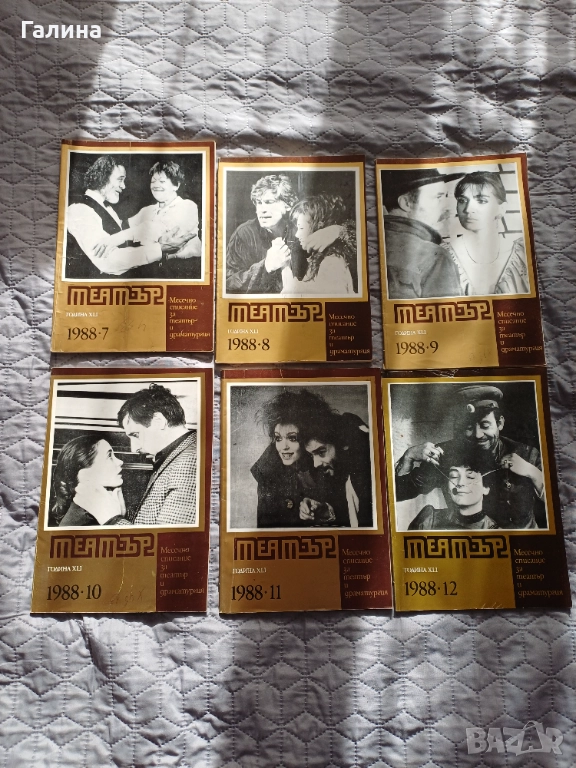 Галина
театър
ГОДИНА XLI
1988·7
Месечно
списание
за
театър
и
драматургия
театър
ГОДИНА XLI
1988·8
Месечно
списание
за
театър
и
драматургия
театър
ГОДИНА XLI
1988·9
Месечно
списание
за
театър
и
драматургия
театър
ГОДИНА XLI
1988·10
Месечно
списание
за
театър
и
драматургия
театър
ГОДИНА XLI
1988·11
Месечно
списание
за
театър
и
драматургия
театър
ГОДИНА XLI
1988·12
Месечно
списание
за
театър
и
драматургия
BAZAR